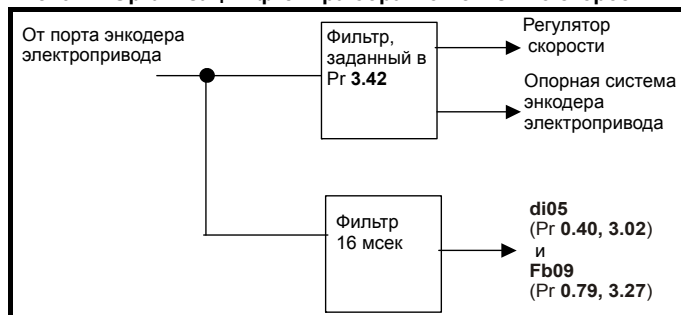 От порта энкодера
электропривода
Фильтр,
заданный в
Pr 3.42
Регулятор
скорости
Опорная система
энкодера
электропривода
Фильтр
16 мсек
di05
(Pr 0.40, 3.02)
и
Fb09
(Pr 0.79, 3.27)